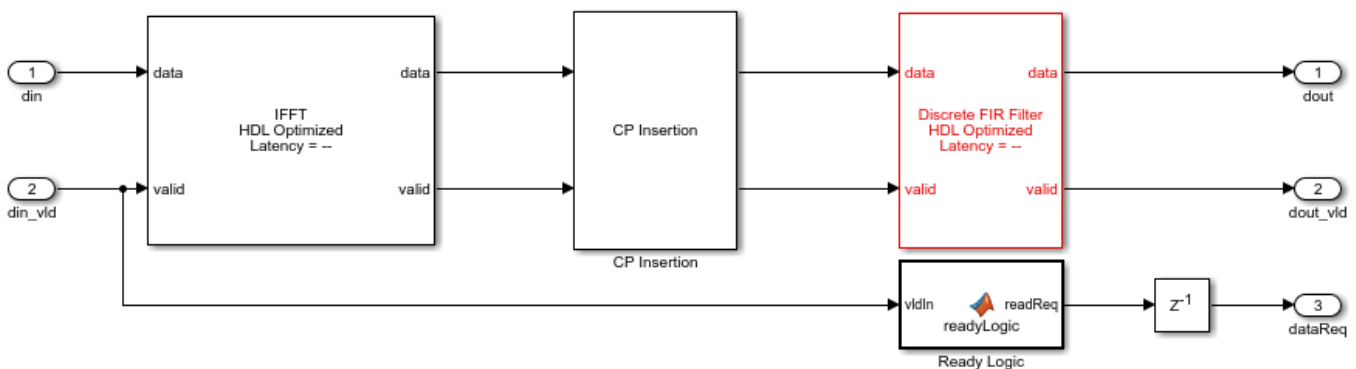 1
din
2
din_vld
data
valid
IFFT
HDL Optimized
Latency = --
data
valid
CP Insertion
CP Insertion
data
valid
Discrete FIR Filter
HDL Optimized
Latency = --
data
valid
vldIn
readReq
readyLogic
Ready Logic
Z-1
1
dout
2
dout_vld
3
dataReq